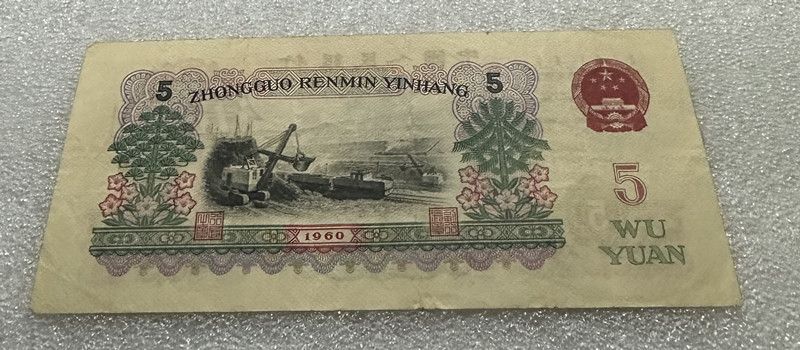 5 ZHONGGUO RENMIN YINHANG 5
5
WU
YUAN
1960